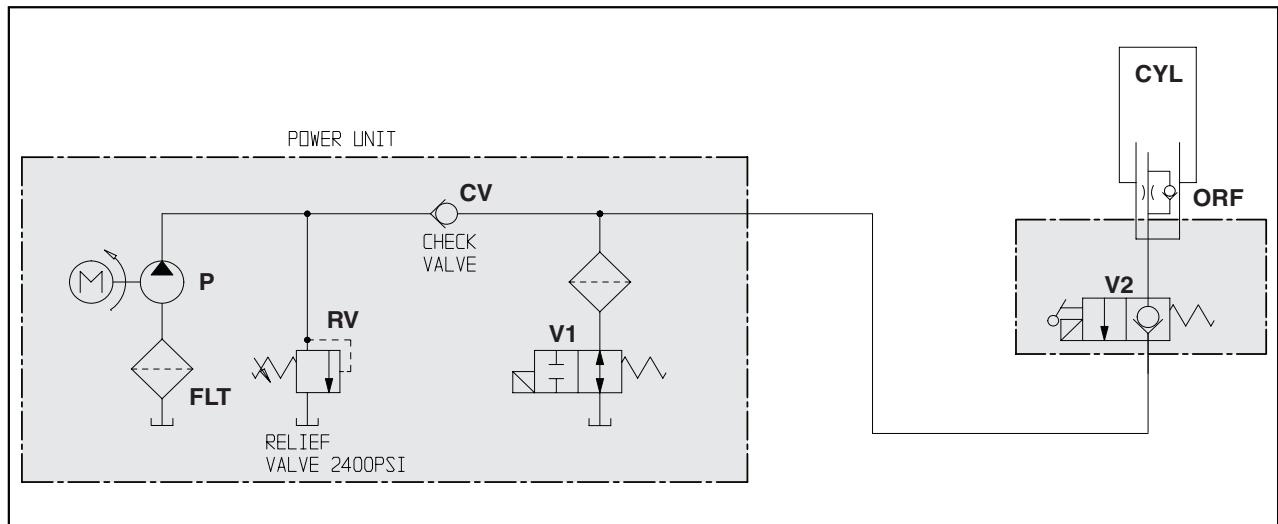 CYL
POWER UNIT
CV
ORF
CHECK
VALVE
P
V2
RV
V1
M
FLT
RELIEF
VALVE 2400PSI